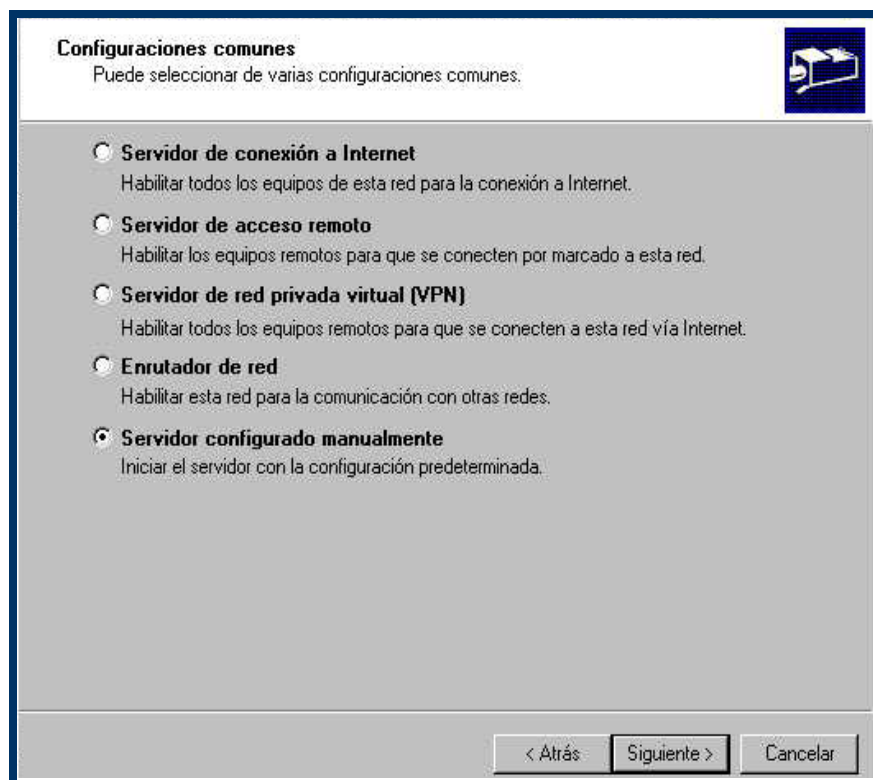 Configuraciones comunes
Puede seleccionar de varias configuraciones comunes.
Servidor de conexión a Internet
Habilitar todos los equipos de esta red para la conexión a Internet.
Servidor de acceso remoto
Habilitar los equipos remotos para que se conecten por marcado a esta red.
Servidor de red privada virtual (VPN)
Habilitar todos los equipos remotos para que se conecten a esta red vía Internet.
Enrutador de red
Habilitar esta red para la comunicación con otras redes.
Servidor configurado manualmente
Iniciar el servidor con la configuración predeterminada.
< Atrás Siguiente > Cancelar